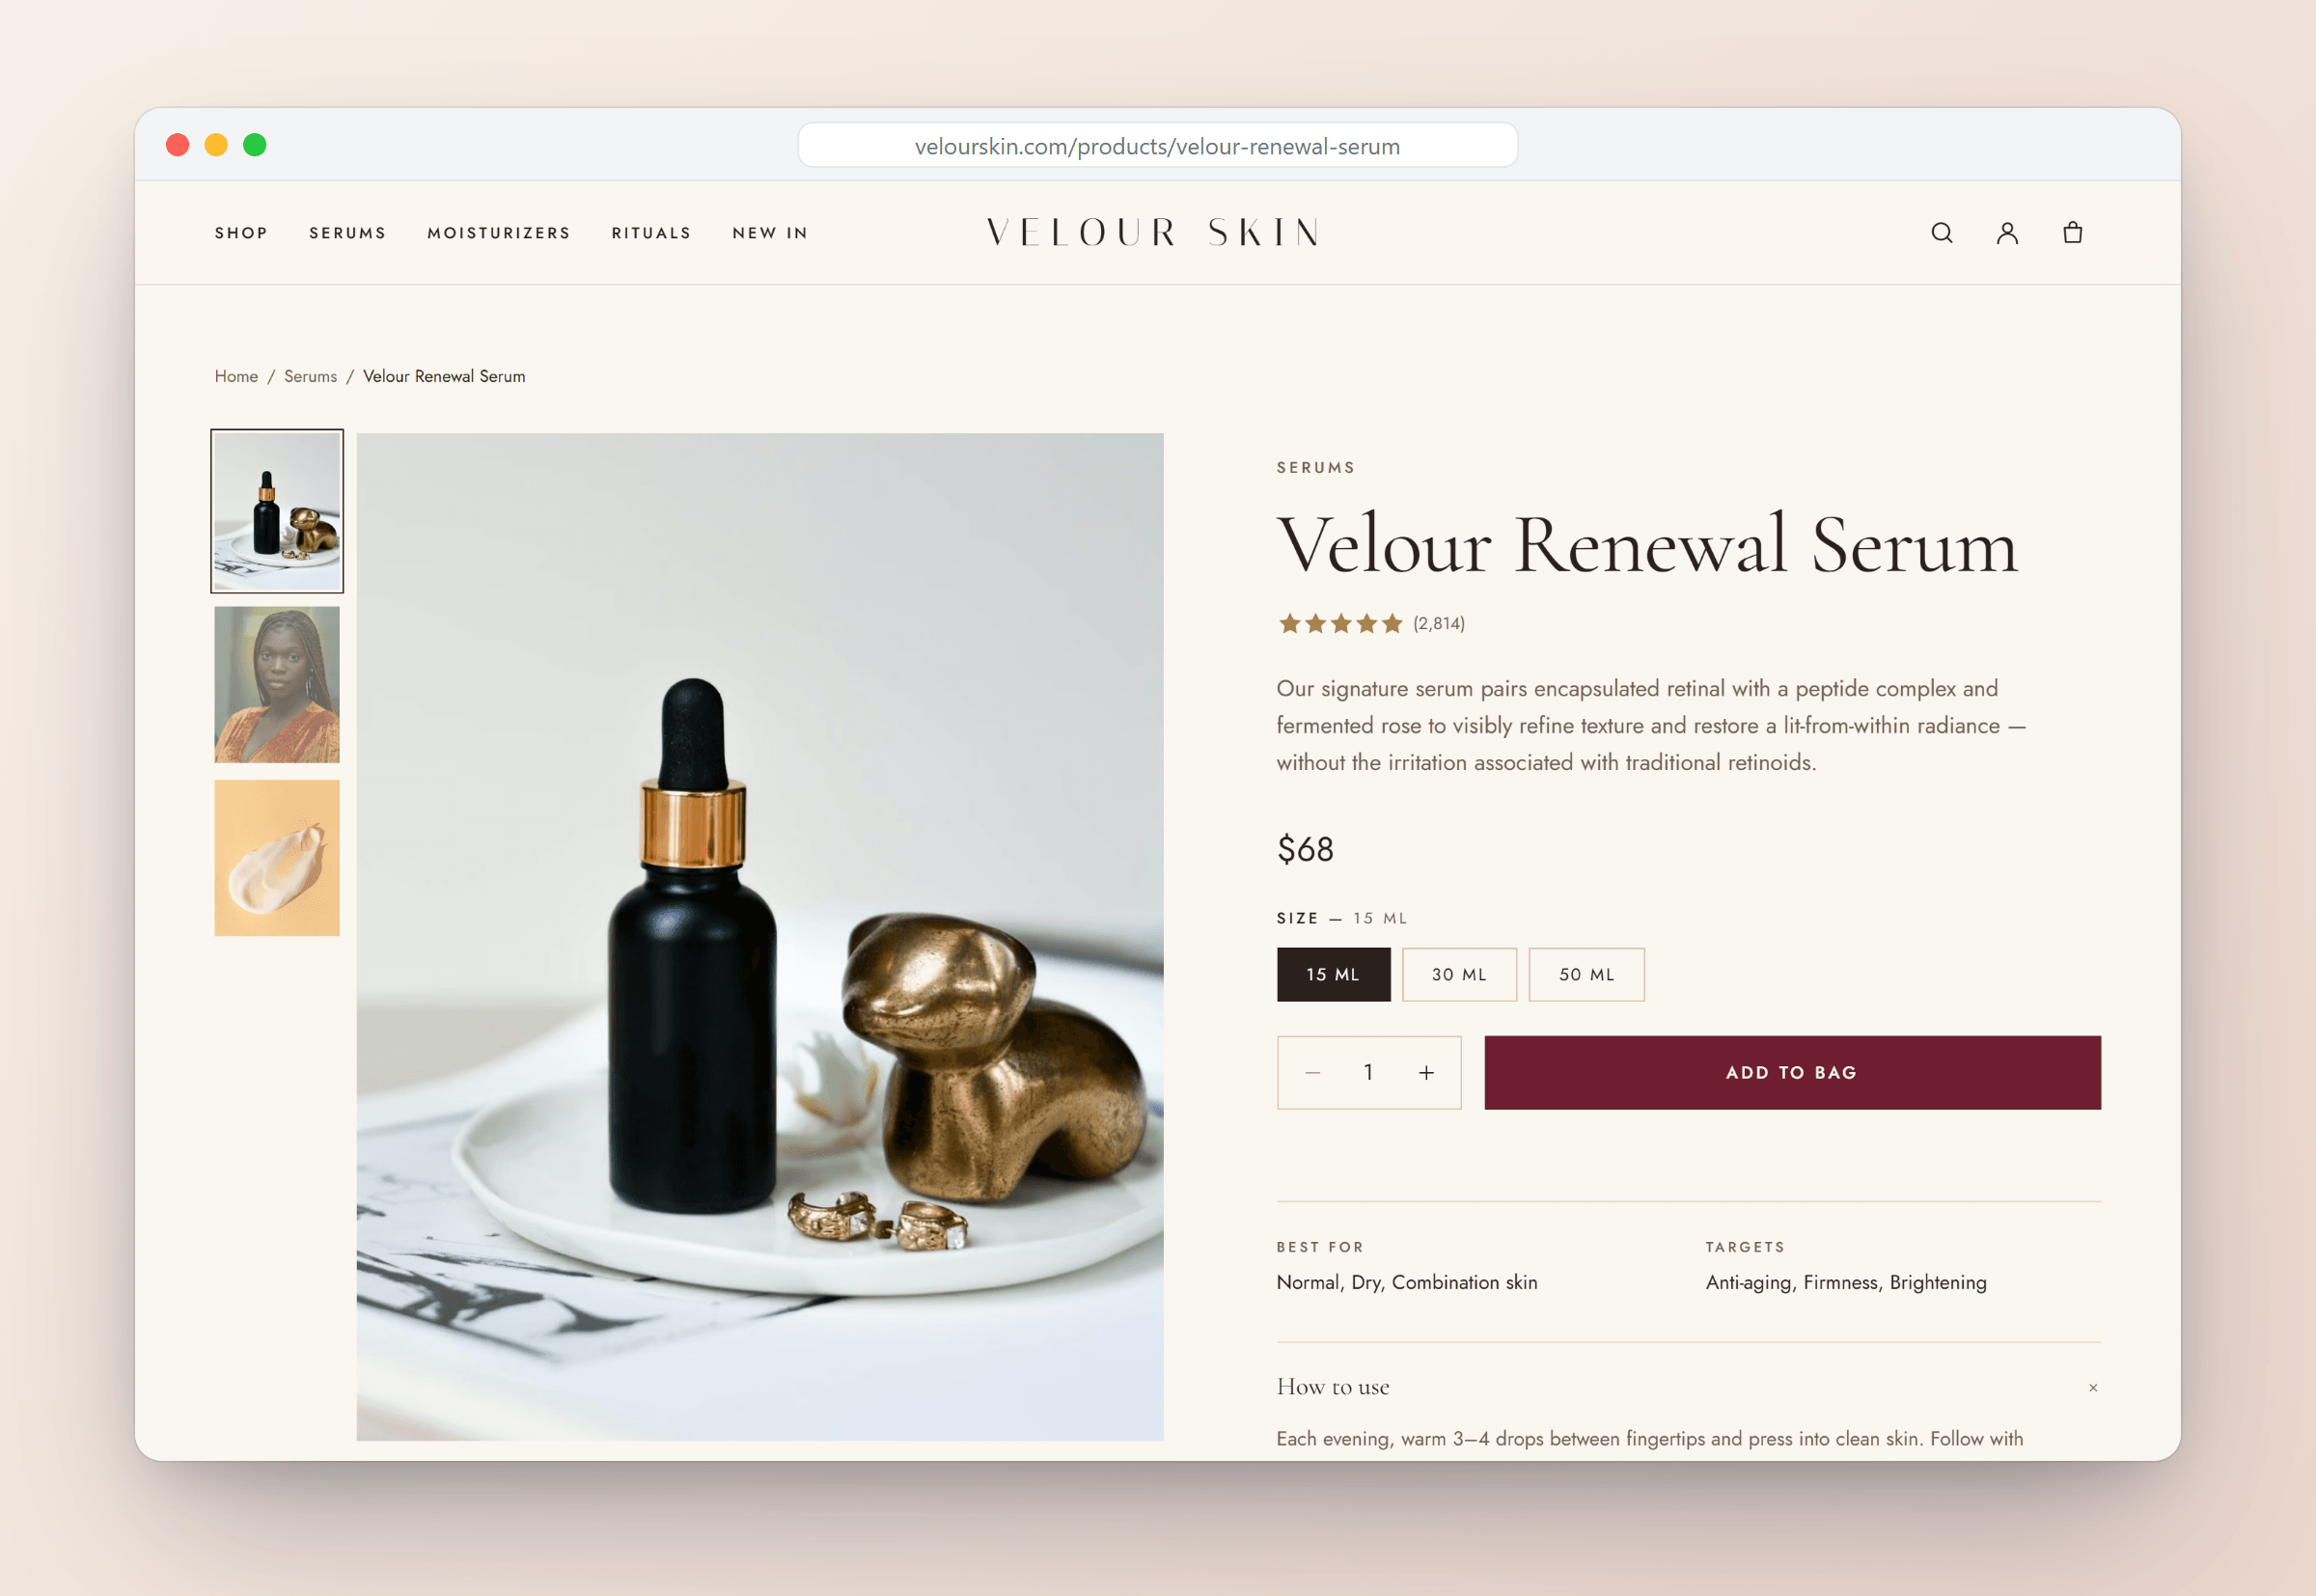 velourskin.com/products/velour-renewal-serum
SHOP SERUMS MOISTURIZERS RITUALS NEW IN
VELOUR SKIN
Home / Serums / Velour Renewal Serum
SERUMS
Velour Renewal Serum
(2,814)
Our signature serum pairs encapsulated retinal with a peptide complex and
fermented rose to visibly refine texture and restore a lit-from-within radiance —
without the irritation associated with traditional retinoids.
$68
SIZE — 15 ML
15 ML 30 ML 50 ML
− 1 +
ADD TO BAG
BEST FOR
Normal, Dry, Combination skin
TARGETS
Anti-aging, Firmness, Brightening
How to use ×
Each evening, warm 3–4 drops between fingertips and press into clean skin. Follow with